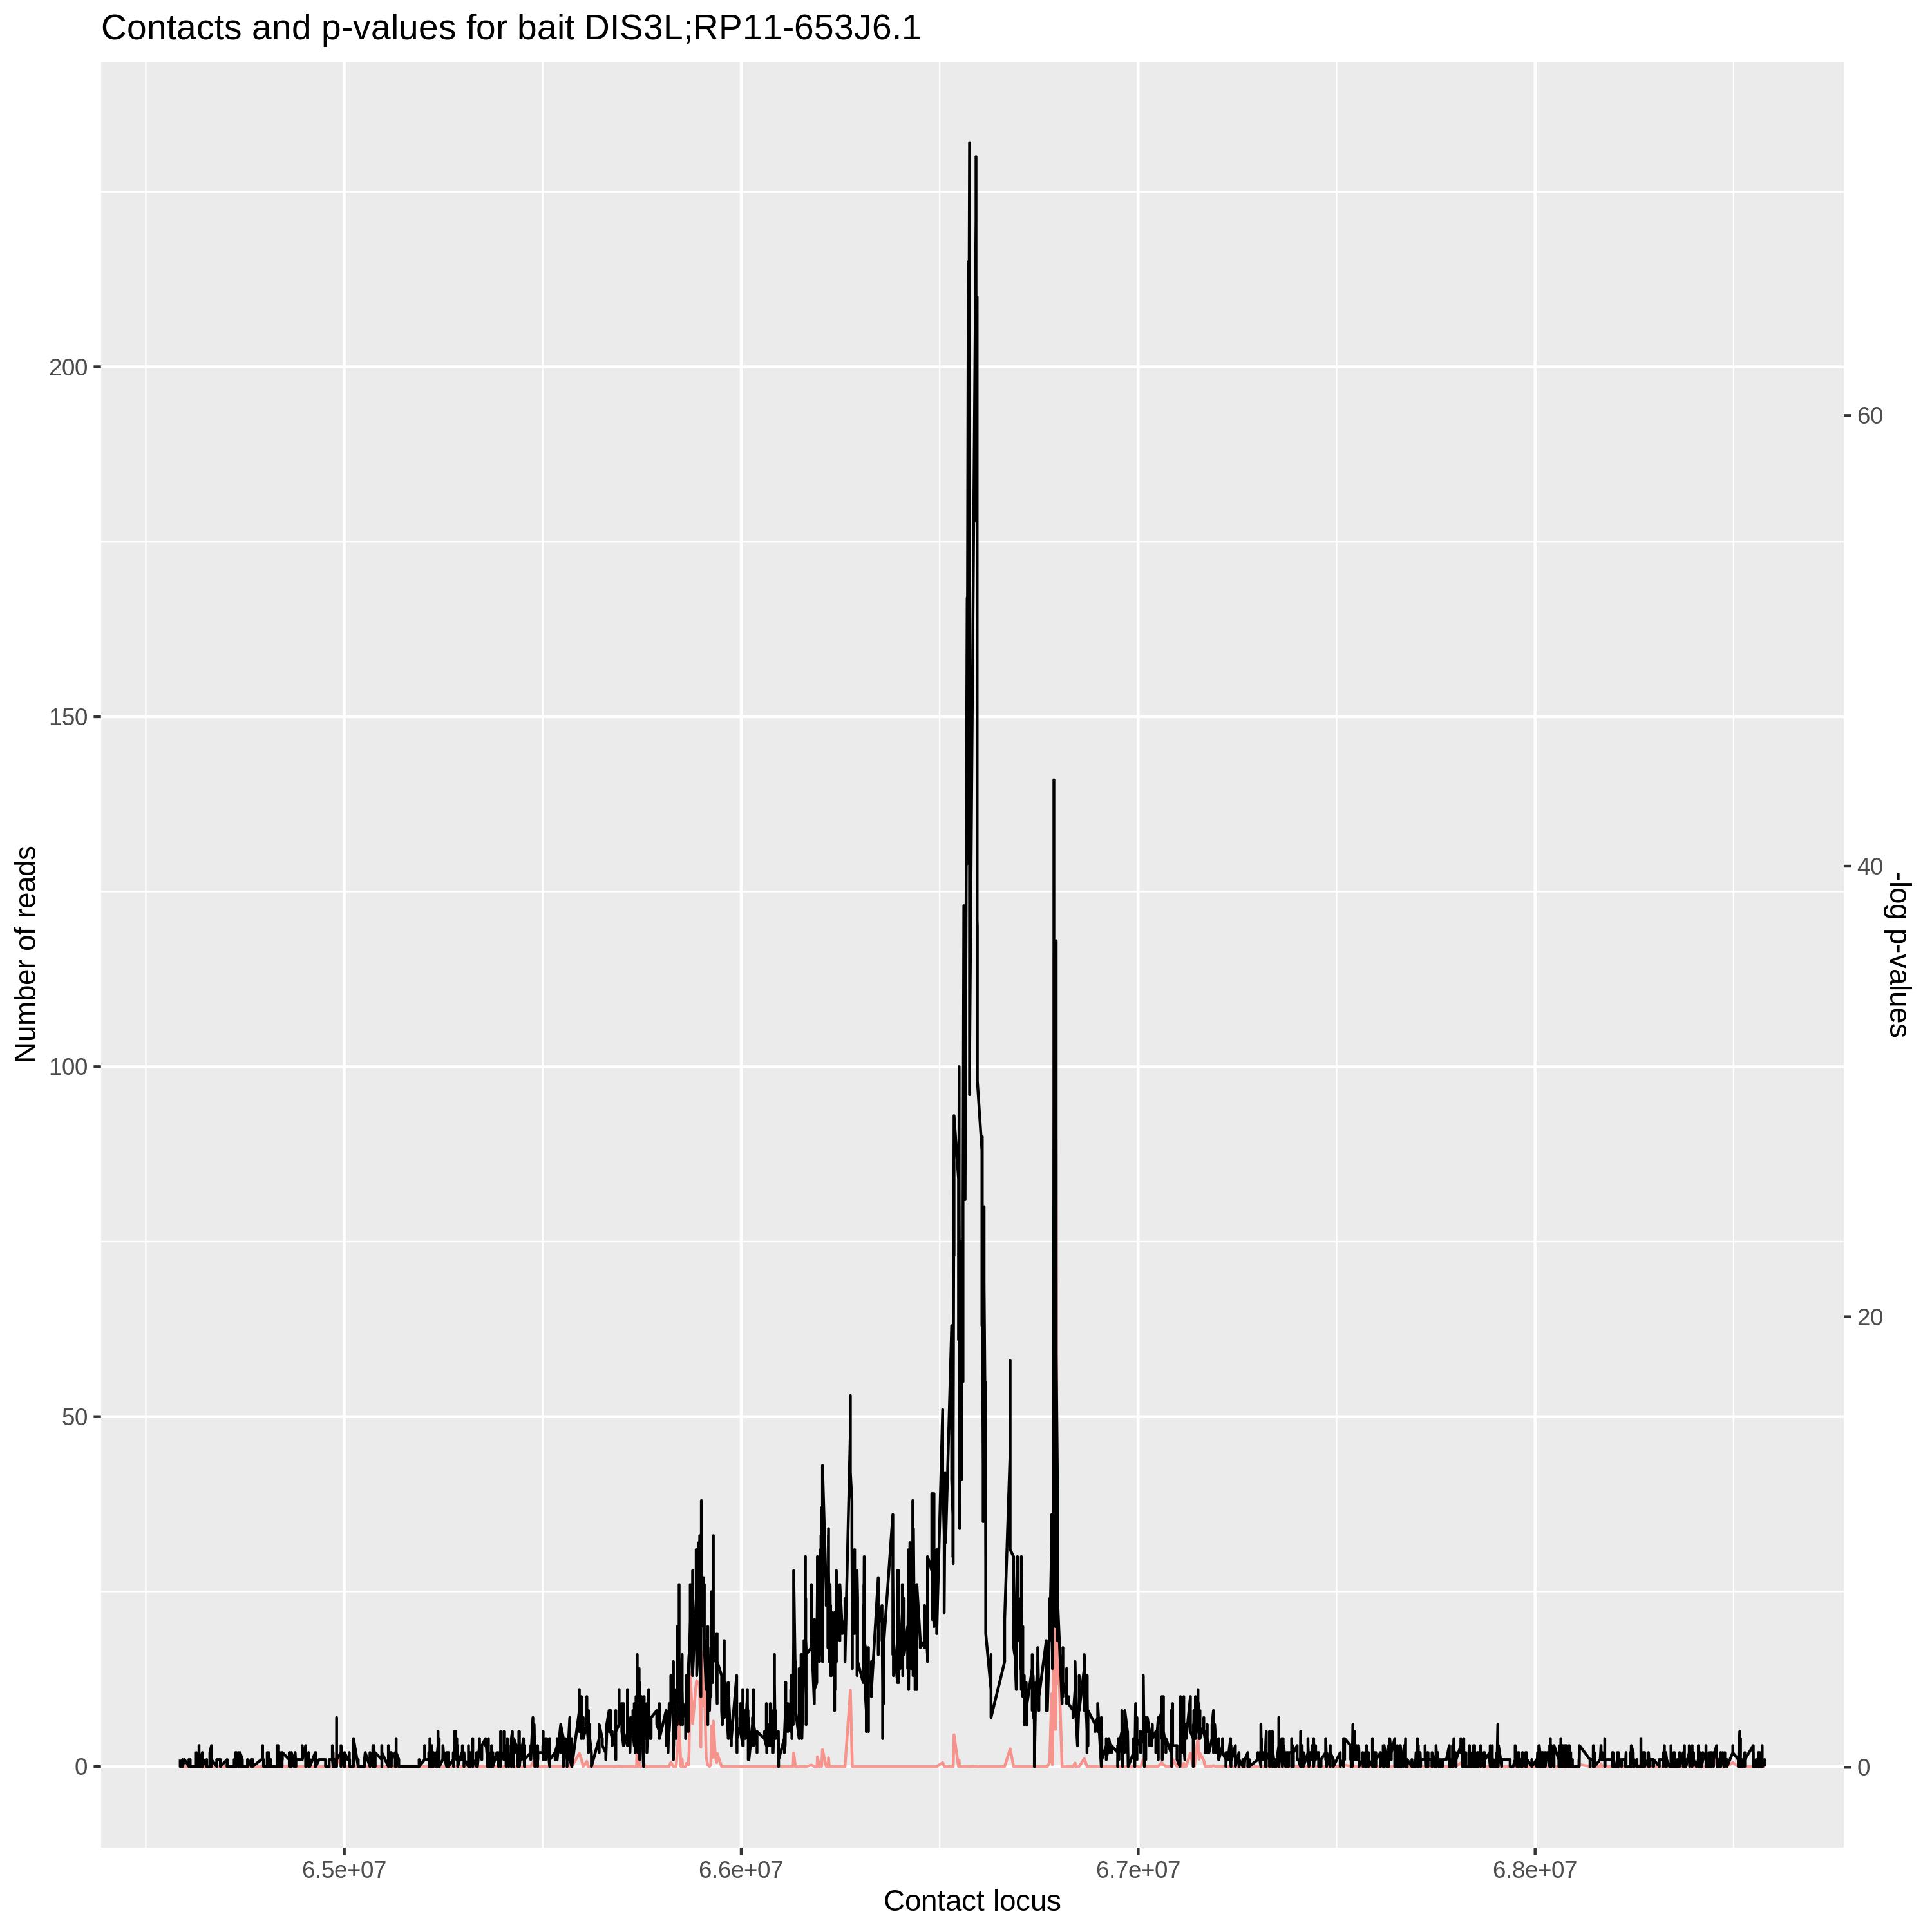 Contacts and p-values for bait DIS3L;RP11-653J6.1
Number of reads
200
150
100
50
0
60
40
20
0
-log p-values
6.5e+07
6.6e+07
6.7e+07
6.8e+07
Contact locus